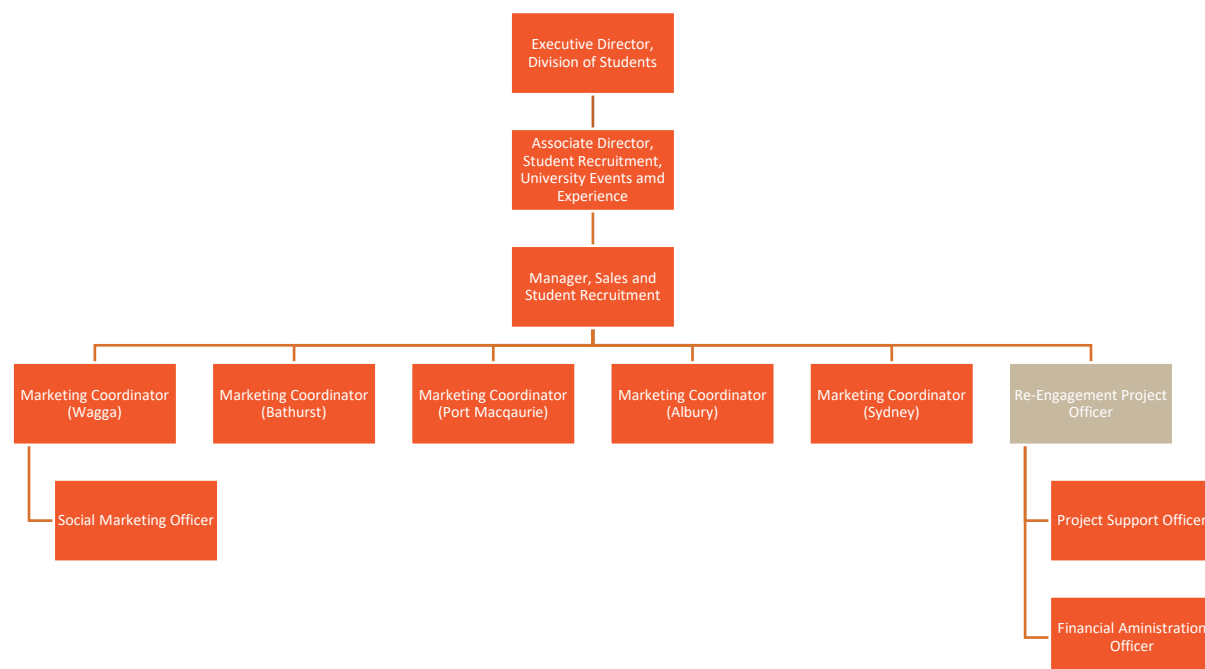 Executive Director,
Division of Students
Associate Director,
Student Recruitment,
University Events amd
Experience
Manager, Sales and
Student Recruitment
Marketing Coordinator
(Wagga)
Marketing Coordinator
(Bathurst)
Marketing Coordinator
(Port Macqaurie)
Marketing Coordinator
(Albury)
Marketing Coordinator
(Sydney)
Re-Engagement Project
Officer
Social Marketing Officer
Project Support Officer
Financial Aministration
Officer